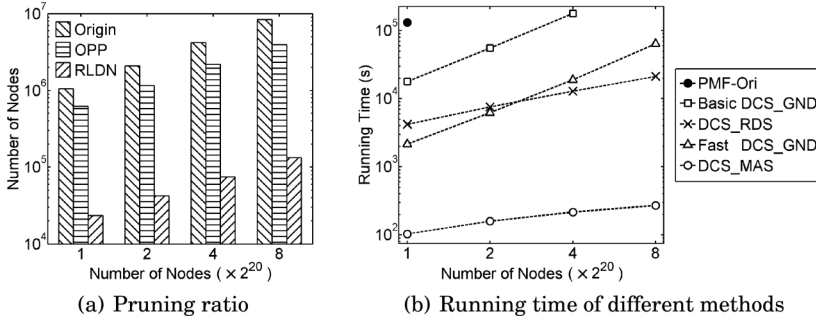 10^7
10^6
10^5
10^4
Number of Nodes
Origin
OPP
RLDN
1 2 4 8
Number of Nodes ( × 2^20 )
(a) Pruning ratio
10^5
10^4
10^3
10^2
Running Time (s)
1 2 4 8
Number of Nodes ( × 2^20 )
PMF-Ori
Basic DCS_GND
DCS_RDS
Fast DCS_GND
DCS_MAS
(b) Running time of different methods